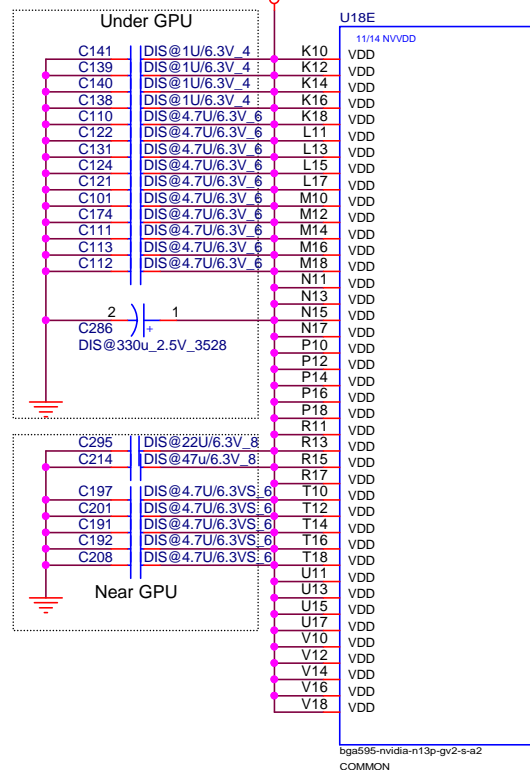 Under GPU
U18E
11/14 NVVDD
C141 DIS@1U/6.3V_4 K10 VDD
C139 DIS@1U/6.3V_4 K12 VDD
C140 DIS@1U/6.3V_4 K14 VDD
C138 DIS@1U/6.3V_4 K16 VDD
C110 DIS@4.7U/6.3V_6 K18 VDD
C122 DIS@4.7U/6.3V_6 L11 VDD
C131 DIS@4.7U/6.3V_6 L13 VDD
C124 DIS@4.7U/6.3V_6 L15 VDD
C121 DIS@4.7U/6.3V_6 L17 VDD
C101 DIS@4.7U/6.3V_6 M10 VDD
C174 DIS@4.7U/6.3V_6 M12 VDD
C111 DIS@4.7U/6.3V_6 M14 VDD
C113 DIS@4.7U/6.3V_6 M16 VDD
C112 DIS@4.7U/6.3V_6 M18 VDD
N11 VDD
N13 VDD
2 1 N15 VDD
C286 + N17 VDD
DIS@330u_2.5V_3528 P10 VDD
P12 VDD
P14 VDD
P16 VDD
P18 VDD
R11 VDD
C295 DIS@22U/6.3V_8 R13 VDD
C214 DIS@47u/6.3V_8 R15 VDD
R17 VDD
C197 DIS@4.7U/6.3VS_6 T10 VDD
C201 DIS@4.7U/6.3VS_6 T12 VDD
C191 DIS@4.7U/6.3VS_6 T14 VDD
C192 DIS@4.7U/6.3VS_6 T16 VDD
C208 DIS@4.7U/6.3VS_6 T18 VDD
U11 VDD
Near GPU U13 VDD
U15 VDD
U17 VDD
V10 VDD
V12 VDD
V14 VDD
V16 VDD
V18 VDD
bga595-nvidia-n13p-gv2-s-a2
COMMON